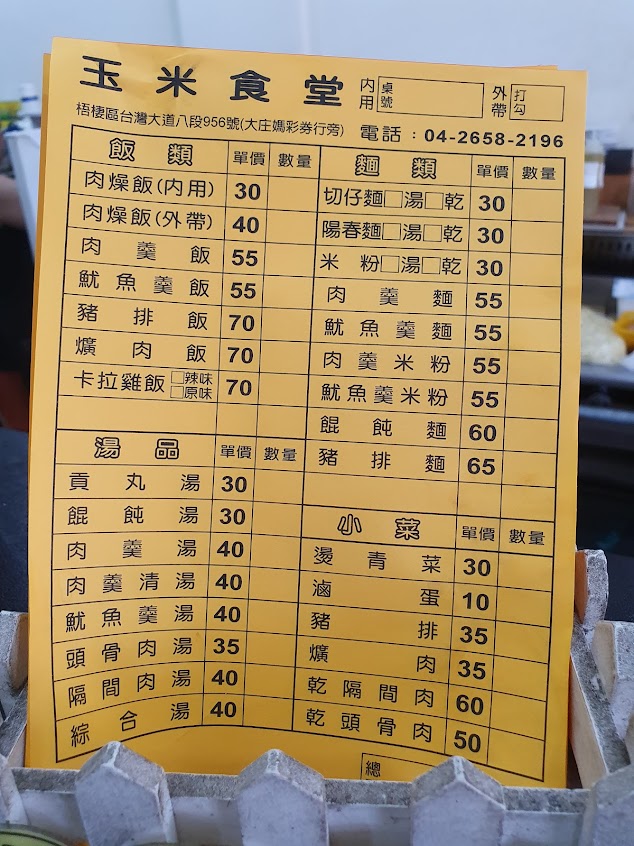 玉米食堂 內用 桌號 外帶 打勾
梧棲區台灣大道八段956號(大庄媽彩券行旁) 電話：04-2658-2196
飯類 單價 數量
肉燥飯(內用) 30
肉燥飯(外帶) 40
肉羹飯 55
魷魚羹飯 55
豬排飯 70
爌肉飯 70
卡拉雞飯 □辣味 □原味 70
湯品 單價 數量
貢丸湯 30
餛飩湯 30
肉羹湯 40
肉羹清湯 40
魷魚羹湯 40
頭骨肉湯 35
隔間肉湯 40
綜合湯 40
麵類 單價 數量
切仔麵□湯□乾 30
陽春麵□湯□乾 30
米粉□湯□乾 30
肉羹麵 55
魷魚羹麵 55
肉羹米粉 55
魷魚羹米粉 55
餛飩麵 60
豬排麵 65
小菜 單價 數量
燙青菜 30
滷蛋 10
豬排 35
爌肉 35
乾隔間肉 60
乾頭骨肉 50
總